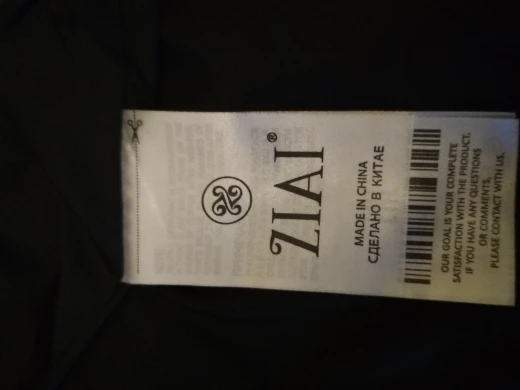 ZIAI®
MADE IN CHINA
СДЕЛАНО В КИТАЕ
OUR GOAL IS YOUR COMPLETE
SATISFACTION WITH THE PRODUCT.
IF YOU HAVE ANY QUESTIONS
OR COMMENTS,
PLEASE CONTACT WITH US.